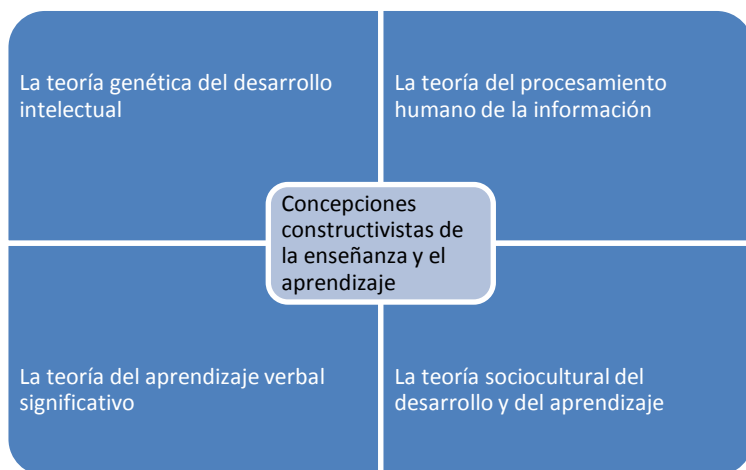 La teoría genética del desarrollo
intelectual
La teoría del procesamiento
humano de la información
Concepciones
constructivistas de
la enseñanza y el
aprendizaje
La teoría del aprendizaje verbal
significativo
La teoría sociocultural del
desarrollo y del aprendizaje